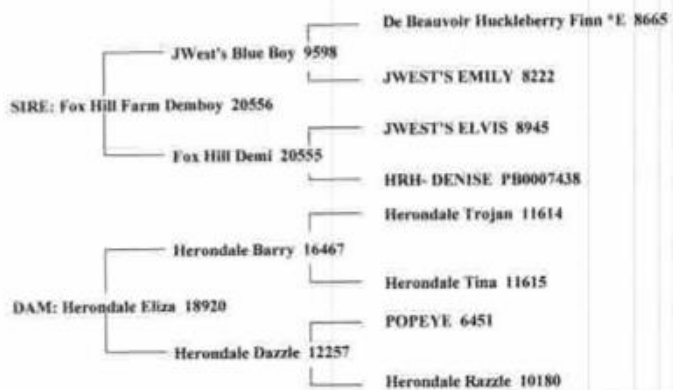 De Beauvoir Huckleberry Finn *E 8665
JWest's Blue Boy 9598
JWEST'S EMILY 8222
SIRE: Fox Hill Farm Demboy 20556
JWEST'S ELVIS 8945
Fox Hill Demi 20555
HRH- DENISE PB0007438
Herondale Trojan 11614
Herondale Barry 16467
Herondale Tina 11615
DAM: Herondale Eliza 18920
POPEYE 6451
Herondale Dazzle 12257
Herondale Razzle 10180